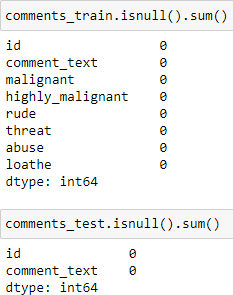 comments_train.isnull().sum()
id 0
comment_text 0
malignant 0
highly_malignant 0
rude 0
threat 0
abuse 0
loathe 0
dtype: int64
comments_test.isnull().sum()
id 0
comment_text 0
dtype: int64